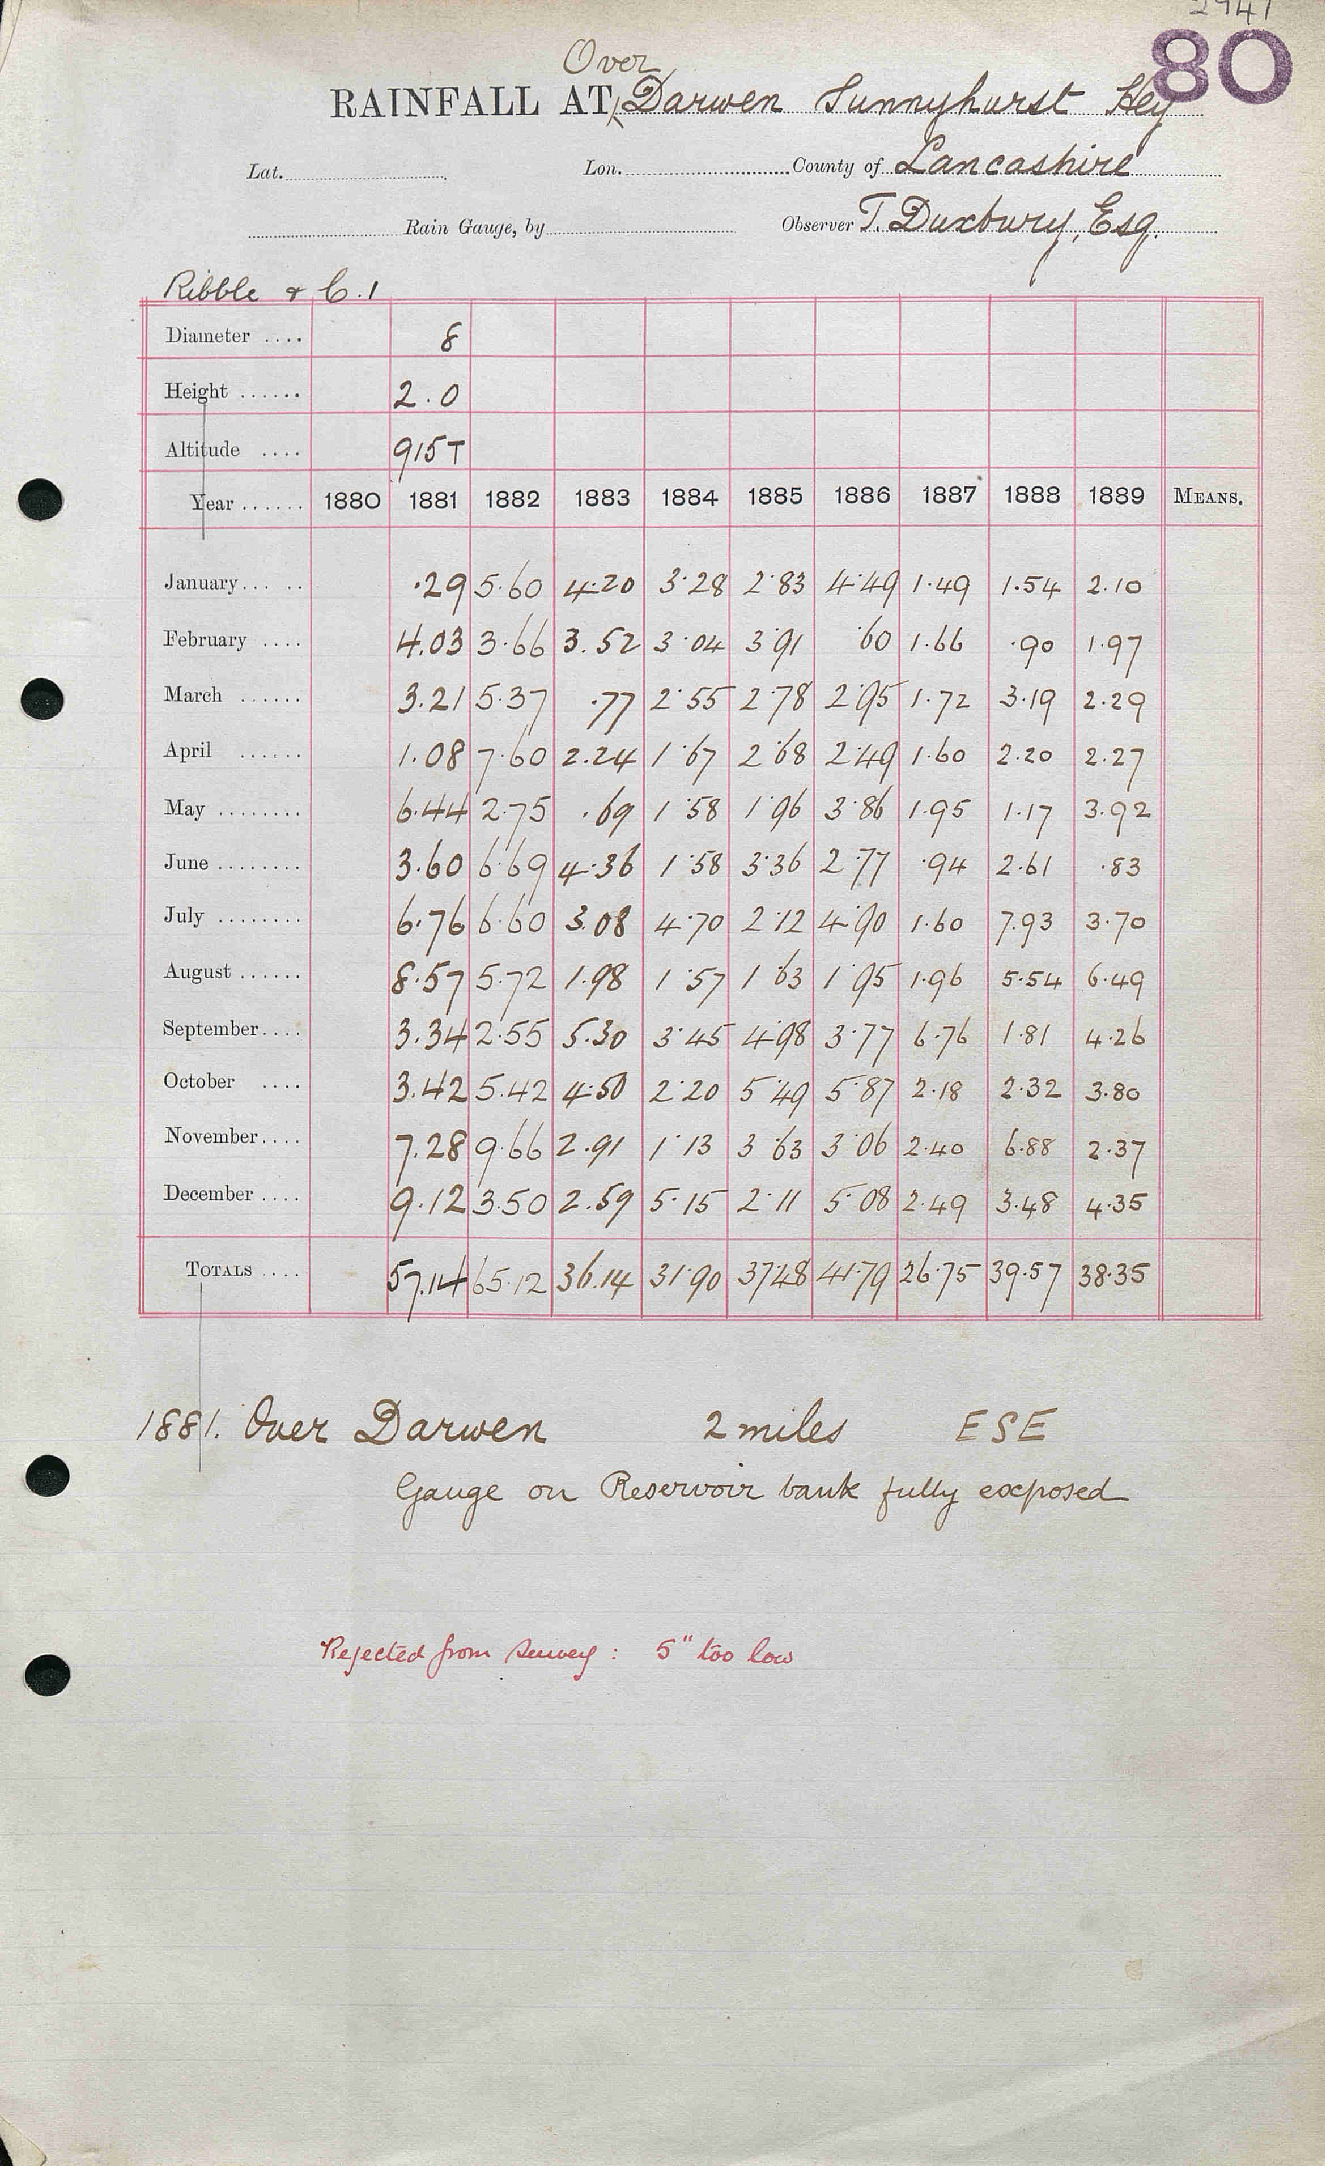 2941
80
Over
RAINFALL AT Darwen Sunnyhurst Hey
Lat. Lon. County of Lancashire
Rain Gauge, by Observer T. Duxbury, Esq.
Ribble & C.1
Diameter .... 8
Height ...... 2.0
Altitude .... 915T
Year ...... 1880 1881 1882 1883 1884 1885 1886 1887 1888 1889 MEANS.
January... .. .29 5.60 4.20 3.28 2.83 4.49 1.49 1.54 2.10
February .... 4.03 3.66 3.52 3.04 3.91 .60 1.66 .90 1.97
March ...... 3.21 5.37 .77 2.55 2.78 2.95 1.72 3.19 2.29
April ...... 1.08 7.60 2.24 1.67 2.68 2.49 1.60 2.20 2.27
May ........ 6.44 2.75 .69 1.58 1.96 3.86 1.95 1.17 3.92
June ........ 3.60 6.69 4.36 1.58 3.36 2.77 .94 2.61 .83
July ........ 6.76 6.60 3.08 4.70 2.12 4.90 1.60 7.93 3.70
August ...... 8.57 5.72 1.98 1.57 1.63 1.95 1.96 5.54 6.49
September.... 3.34 2.55 5.30 3.45 4.98 3.77 6.76 1.81 4.26
October .... 3.42 5.42 4.50 2.20 5.49 5.87 2.18 2.32 3.80
November.... 7.28 9.66 2.91 1.13 3.63 3.06 2.40 6.88 2.37
December .... 9.12 3.50 2.59 5.15 2.11 5.08 2.49 3.48 4.35
TOTALS .... 57.14 65.12 36.14 31.90 37.48 41.79 26.75 39.57 38.35
1881. Over Darwen 2 miles ESE
Gauge on Reservoir bank fully exposed
Rejected from survey: 5" too low